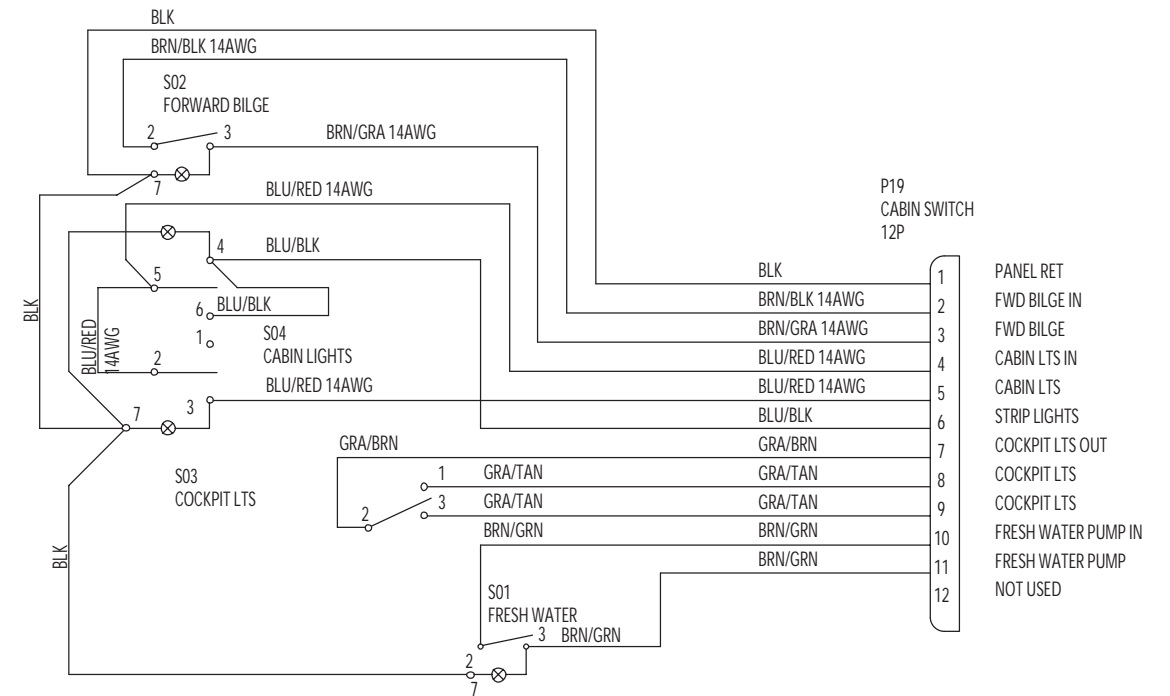 BLK
BRN/BLK 14AWG
S02
FORWARD BILGE
2
3
BRN/GRA 14AWG
7
BLU/RED 14AWG
4
BLU/BLK
5
6
BLU/BLK
1
S04
CABIN LIGHTS
BLK
BLU/RED
14AWG
2
BLU/RED 14AWG
3
7
S03
COCKPIT LTS
GRA/BRN
1
GRA/TAN
3
GRA/TAN
2
BRN/GRN
BLK
S01
FRESH WATER
3
BRN/GRN
2
7
P19
CABIN SWITCH
12P
BLK 1 PANEL RET
BRN/BLK 14AWG 2 FWD BILGE IN
BRN/GRA 14AWG 3 FWD BILGE
BLU/RED 14AWG 4 CABIN LTS IN
BLU/RED 14AWG 5 CABIN LTS
BLU/BLK 6 STRIP LIGHTS
GRA/BRN 7 COCKPIT LTS OUT
GRA/TAN 8 COCKPIT LTS
GRA/TAN 9 COCKPIT LTS
BRN/GRN 10 FRESH WATER PUMP IN
BRN/GRN 11 FRESH WATER PUMP
12 NOT USED